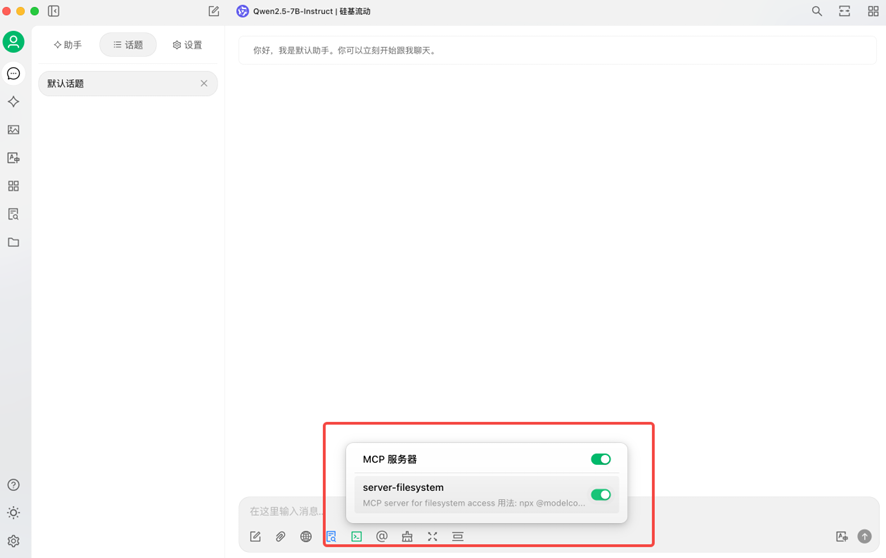 Qwen2.5-7B-Instruct | 硅基流动
助手
话题
设置
默认话题
你好，我是默认助手。你可以立刻开始跟我聊天。
MCP 服务器
server-filesystem
MCP server for filesystem access 用法: npx @modelco...
在这里输入消息...